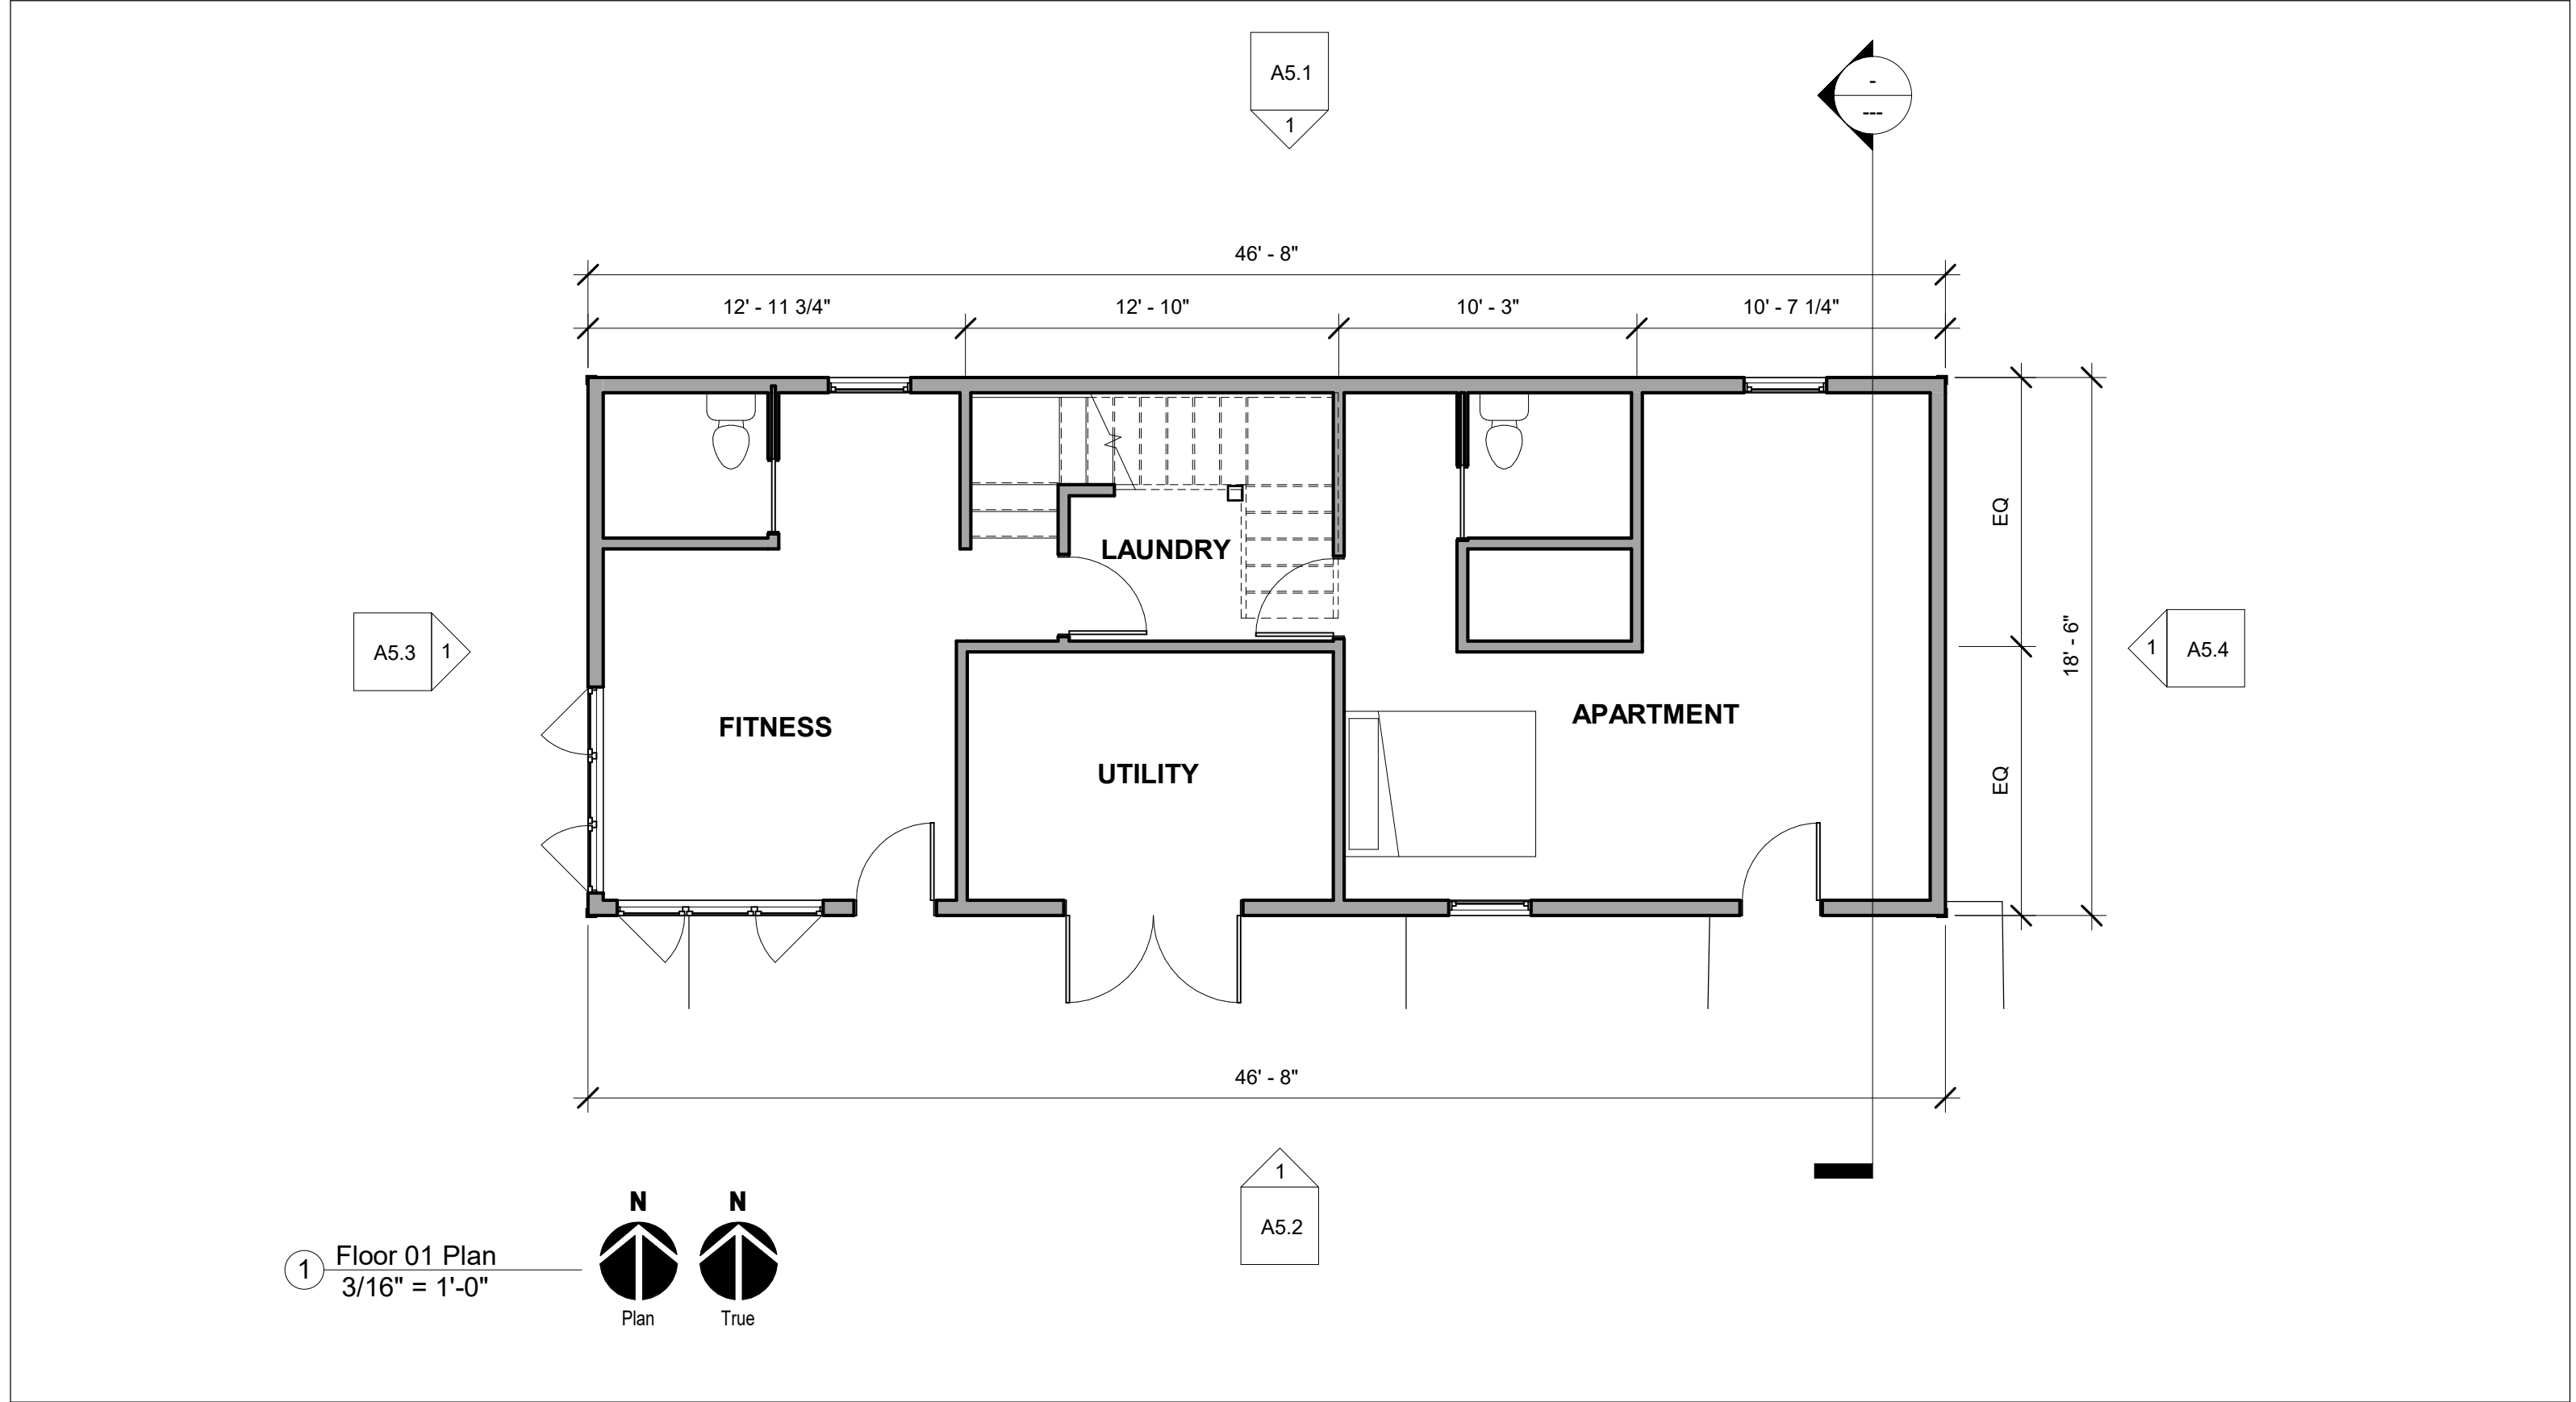 A5.1
1
-
---
46' - 8"
12' - 11 3/4"
12' - 10"
10' - 3"
10' - 7 1/4"
EQ
LAUNDRY
A5.3
1
18' - 6"
1
A5.4
FITNESS
APARTMENT
UTILITY
EQ
46' - 8"
1
A5.2
N
N
1
Floor 01 Plan
3/16" = 1'-0"
Plan
True